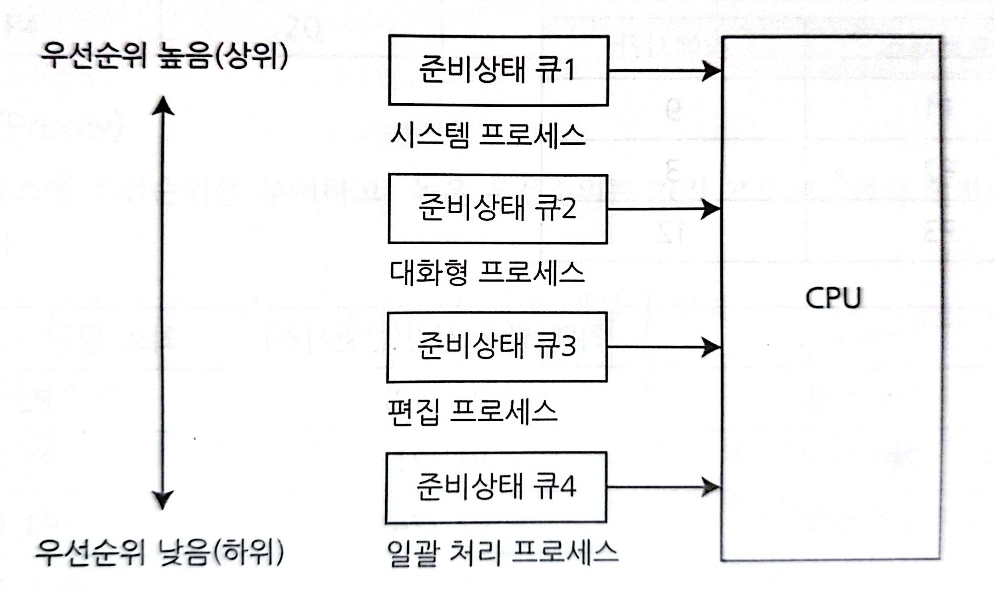 우선순위 높음(상위)
준비상태 큐1
시스템 프로세스
준비상태 큐2
대화형 프로세스
CPU
준비상태 큐3
편집 프로세스
준비상태 큐4
우선순위 낮음(하위)
일괄 처리 프로세스